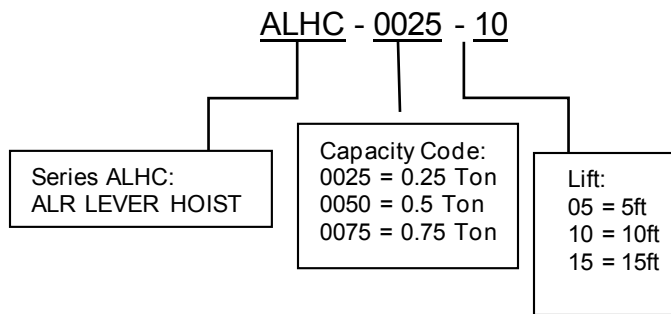 ALHC - 0025 - 10
Series ALHC:
ALR LEVER HOIST
Capacity Code:
0025 = 0.25 Ton
0050 = 0.5 Ton
0075 = 0.75 Ton
Lift:
05 = 5ft
10 = 10ft
15 = 15ft